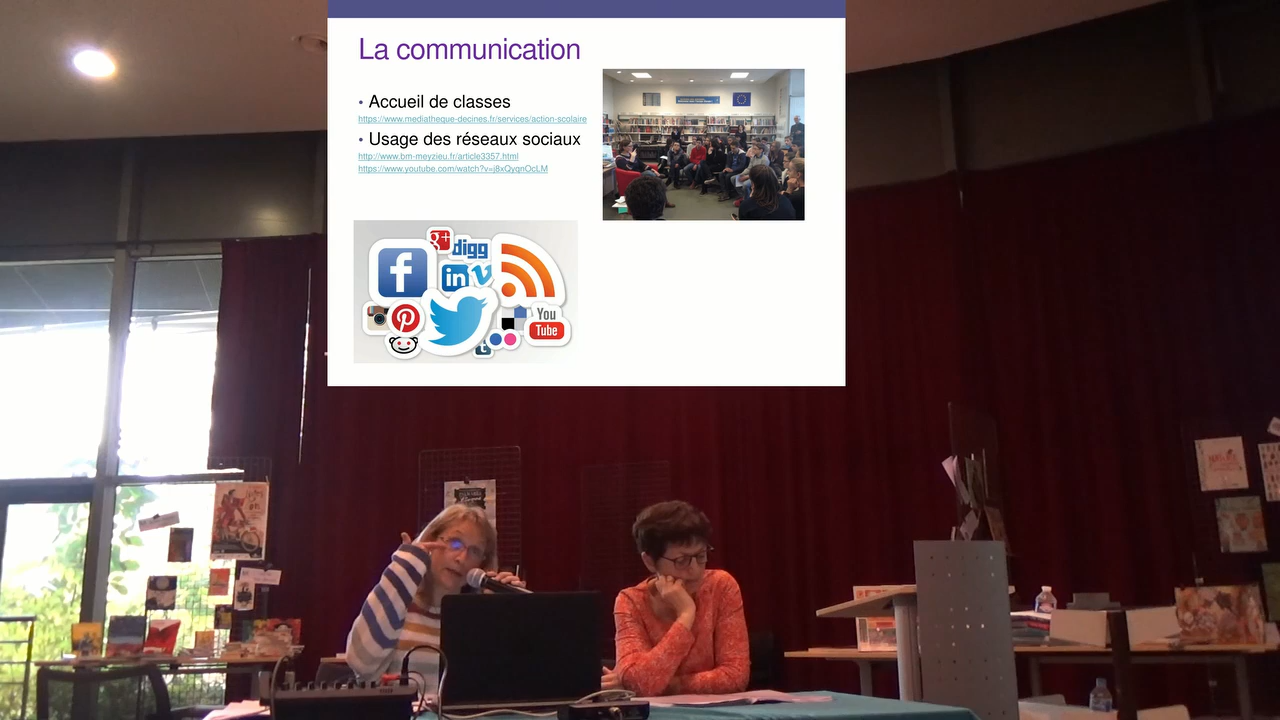 La communication
• Accueil de classes
https://www.mediatheque-decines.fr/services/action-scolaire
• Usage des réseaux sociaux
http://www.bm-meyzieu.fr/article3357.html
https://www.youtube.com/watch?v=j8xQyqnOcLM
g+
digg
f
in
v
You
Tube
t